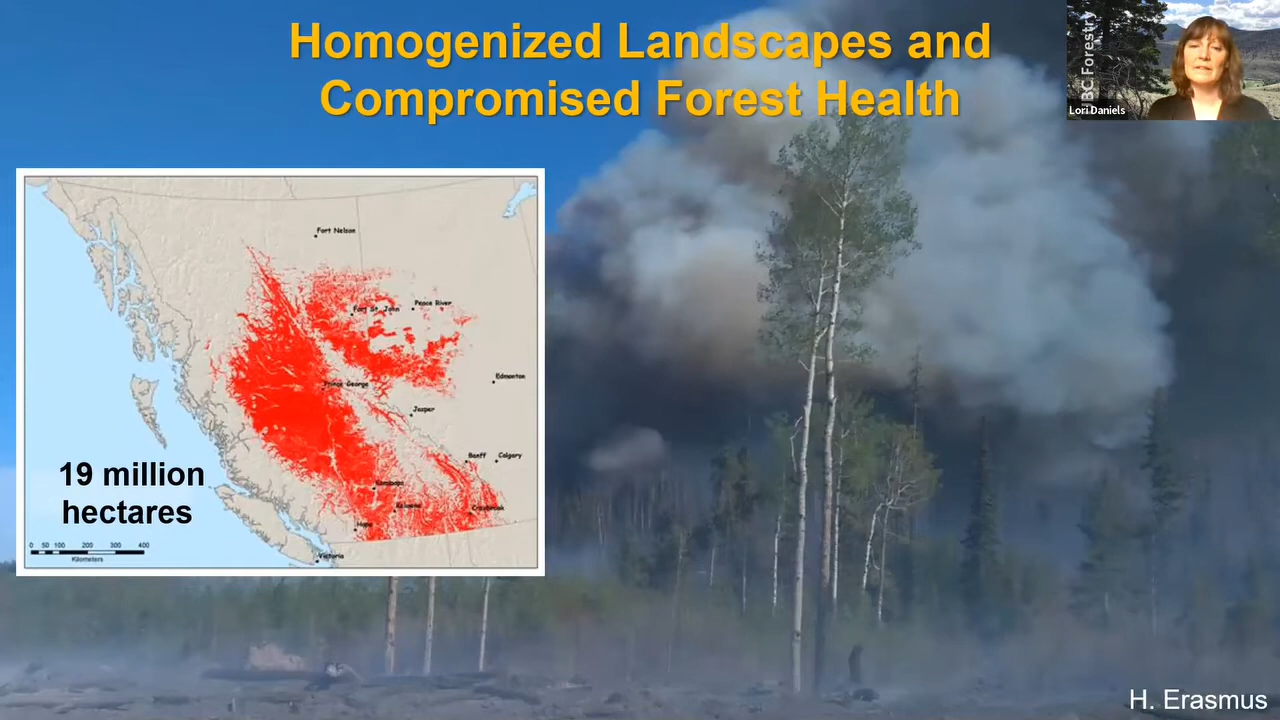 Homogenized Landscapes and
Compromised Forest Health
UBC Forestry
Lori Daniels
Fort Nelson
Fort St. John
Peace River
Prince George
Edmonton
Jasper
Banff
Calgary
19 million
hectares
Kamloops
Kelowna
Cranbrook
Hope
0 50 100 200 300 400
Kilometers
Victoria
H. Erasmus